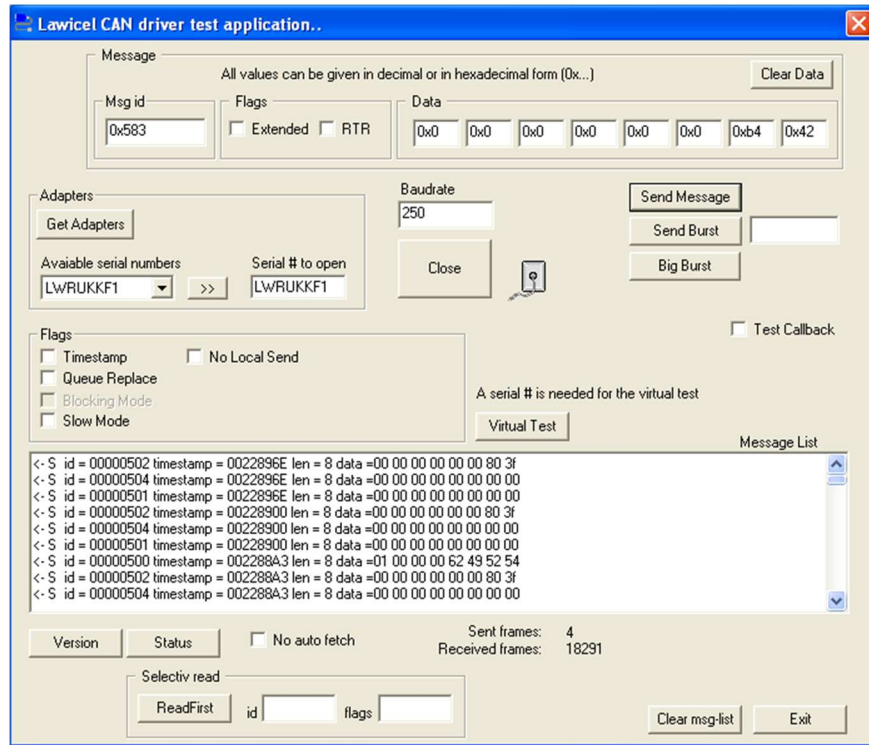 Lawicel CAN driver test application..
Message
All values can be given in decimal or in hexadecimal form (0x...)
Clear Data
Msg id
Flags
Data
0x583
Extended
RTR
0x0 0x0 0x0 0x0 0x0 0x0 0xb4 0x42
Adapters
Get Adapters
Avaiable serial numbers
Serial # to open
LWRUKKF1
>>
LWRUKKF1
Baudrate
250
Close
Send Message
Send Burst
Big Burst
Test Callback
Flags
Timestamp
No Local Send
Queue Replace
Blocking Mode
Slow Mode
A serial # is needed for the virtual test
Virtual Test
Message List
<- S id = 00000502 timestamp = 0022896E len = 8 data =00 00 00 00 00 00 80 3f
<- S id = 00000504 timestamp = 0022896E len = 8 data =00 00 00 00 00 00 00 00
<- S id = 00000501 timestamp = 0022896E len = 8 data =00 00 00 00 00 00 00 00
<- S id = 00000502 timestamp = 00228900 len = 8 data =00 00 00 00 00 00 80 3f
<- S id = 00000504 timestamp = 00228900 len = 8 data =00 00 00 00 00 00 00 00
<- S id = 00000501 timestamp = 00228900 len = 8 data =00 00 00 00 00 00 00 00
<- S id = 00000500 timestamp = 002288A3 len = 8 data =01 00 00 00 62 49 52 54
<- S id = 00000502 timestamp = 002288A3 len = 8 data =00 00 00 00 00 00 80 3f
<- S id = 00000504 timestamp = 002288A3 len = 8 data =00 00 00 00 00 00 00 00
Version
Status
No auto fetch
Sent frames: 4
Received frames: 18291
Selectiv read
ReadFirst
id
flags
Clear msg-list
Exit